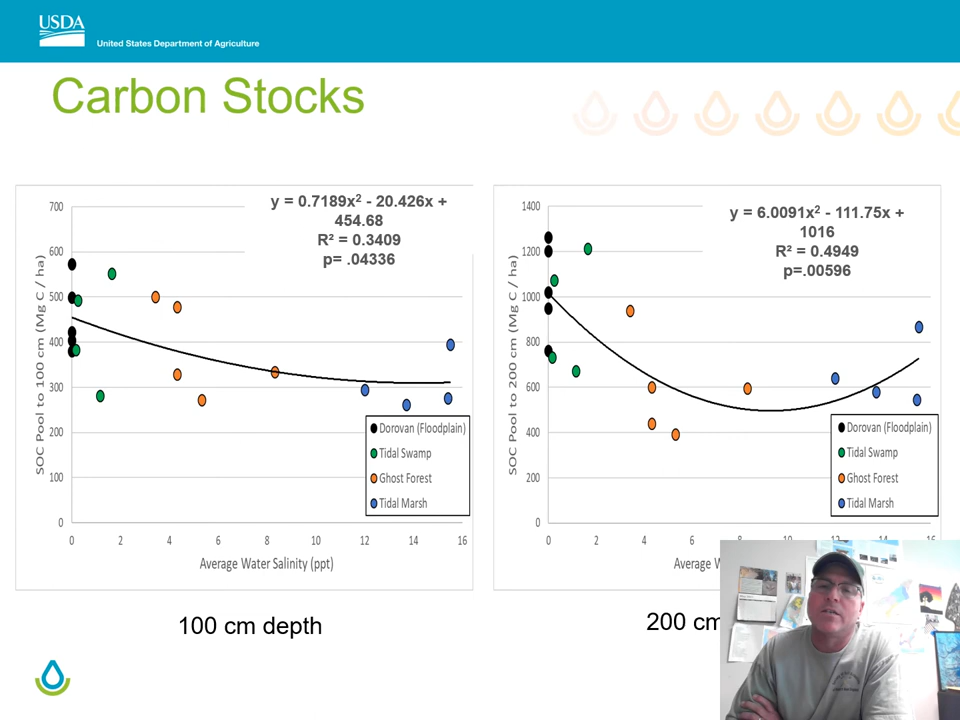 USDA
United States Department of Agriculture
Carbon Stocks
y = 0.7189x² - 20.426x +
454.68
R² = 0.3409
p= .04336
700
600
500
400
300
200
100
0
SOC Pool to 100 cm (Mg C / ha)
0 2 4 6 8 10 12 14 16
Average Water Salinity (ppt)
Dorovan (Floodplain)
Tidal Swamp
Ghost Forest
Tidal Marsh
100 cm depth
y = 6.0091x² - 111.75x +
1016
R² = 0.4949
p=.00596
1400
1200
1000
800
600
400
200
0
SOC Pool to 200 cm (Mg C / ha)
0 2 4 6 8 10 12 14 16
Average
Dorovan (Floodplain)
Tidal Swamp
Ghost Forest
Tidal Marsh
200 cm